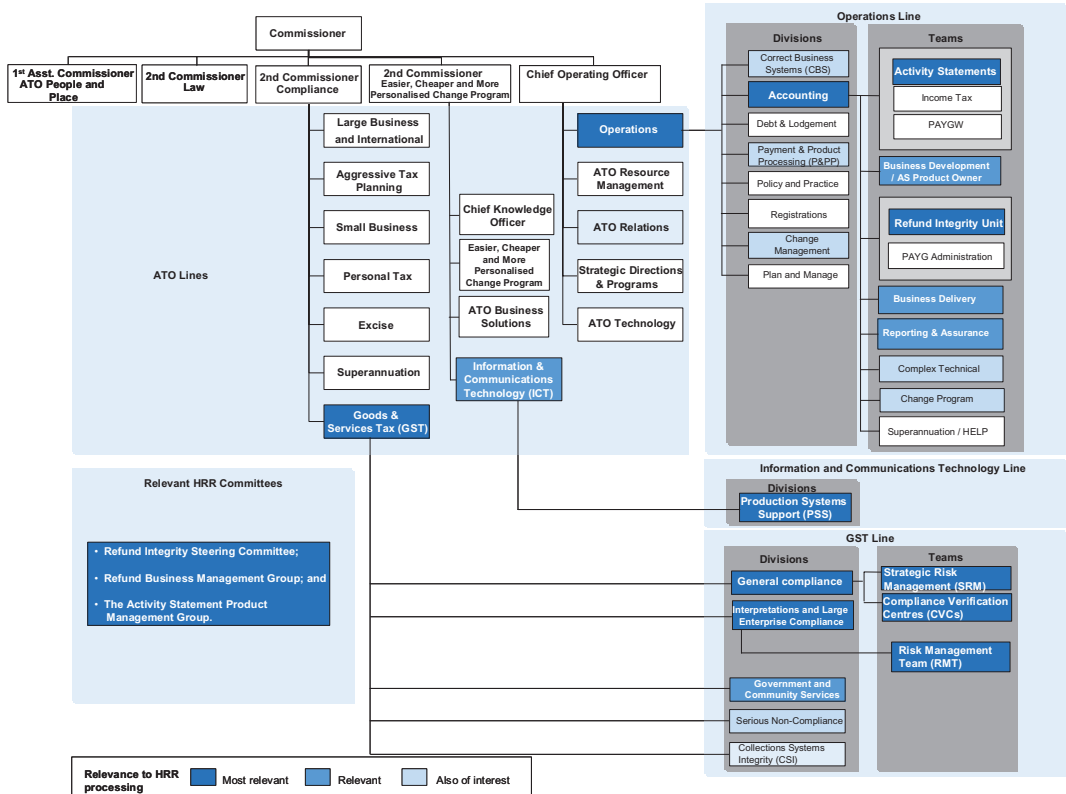 Commissioner
1st Asst. Commissioner
ATO People and
Place
2nd Commissioner
Law
2nd Commissioner
Compliance
2nd Commissioner
Easier, Cheaper and More
Personalised Change Program
Chief Operating Officer
ATO Lines
Large Business
and International
Aggressive Tax
Planning
Small Business
Personal Tax
Excise
Superannuation
Goods &
Services Tax (GST)
Chief Knowledge
Officer
Easier, Cheaper
and More
Personalised
Change Program
ATO Business
Solutions
Information &
Communications
Technology (ICT)
Operations
ATO Resource
Management
ATO Relations
Strategic Directions
& Programs
ATO Technology
Operations Line
Divisions
Correct Business
Systems (CBS)
Accounting
Debt & Lodgement
Payment & Product
Processing (P&PP)
Policy and Practice
Registrations
Change
Management
Plan and Manage
Teams
Activity Statements
Income Tax
PAYGW
Business Development
/ AS Product Owner
Refund Integrity Unit
PAYG Administration
Business Delivery
Reporting & Assurance
Complex Technical
Change Program
Superannuation / HELP
Information and Communications Technology Line
Divisions
Production Systems
Support (PSS)
GST Line
Divisions
General compliance
Interpretations and Large
Enterprise Compliance
Government and
Community Services
Serious Non-Compliance
Collections Systems
Integrity (CSI)
Teams
Strategic Risk
Management (SRM)
Compliance Verification
Centres (CVCs)
Risk Management
Team (RMT)
Relevant HRR Committees
• Refund Integrity Steering Committee;
• Refund Business Management Group; and
• The Activity Statement Product
Management Group.
Relevance to HRR
processing
Most relevant
Relevant
Also of interest